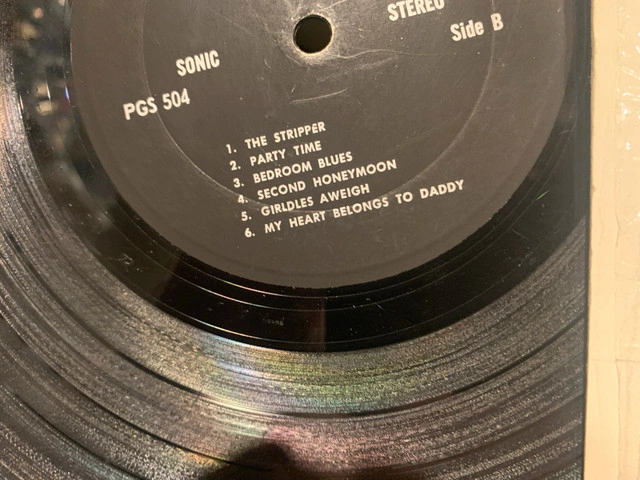 STEREO
Side B
SONIC
PGS 504
1. THE STRIPPER
2. PARTY TIME
3. BEDROOM BLUES
4. SECOND HONEYMOON
5. GIRLDLES AWEIGH
6. MY HEART BELONGS TO DADDY